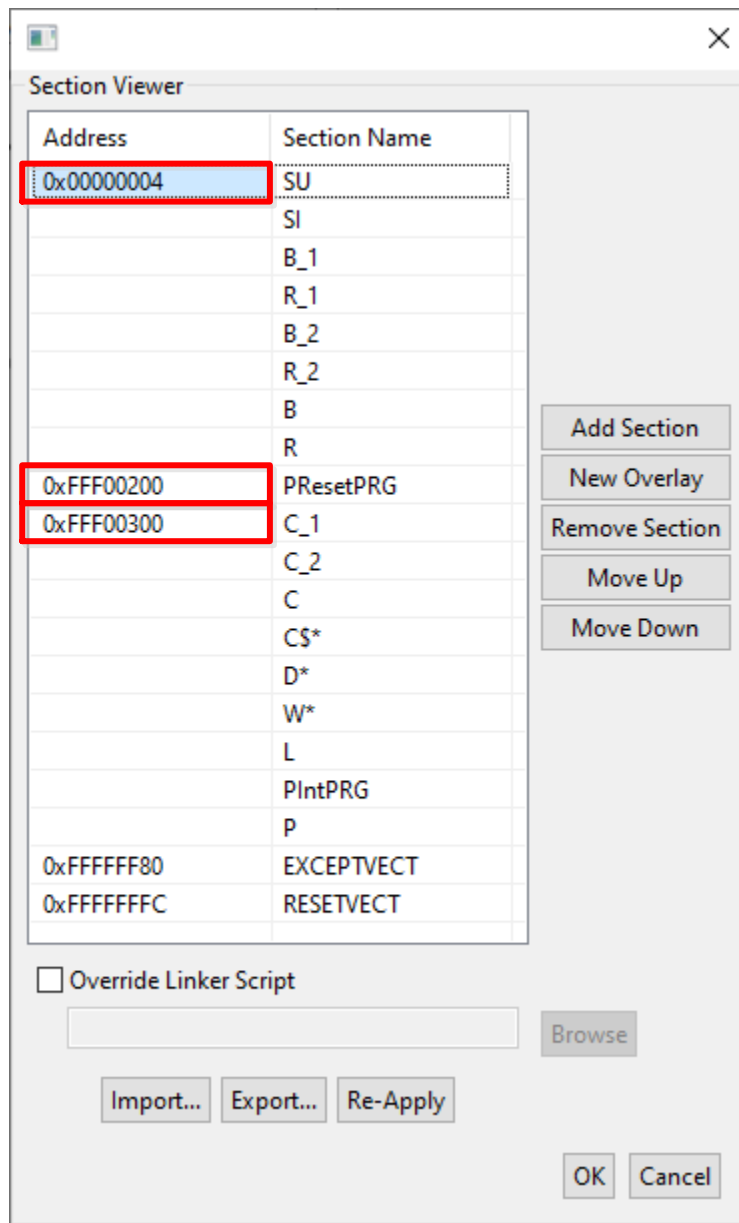 Section Viewer
Address Section Name
0x00000004 SU
SI
B_1
R_1
B_2
R_2
B
R
0xFFF00200 PResetPRG
0xFFF00300 C_1
C_2
C
C$*
D*
W*
L
PIntPRG
P
0xFFFFFF80 EXCEPTVECT
0xFFFFFFFC RESETVECT
Add Section
New Overlay
Remove Section
Move Up
Move Down
Override Linker Script
Browse
Import... Export... Re-Apply
OK Cancel